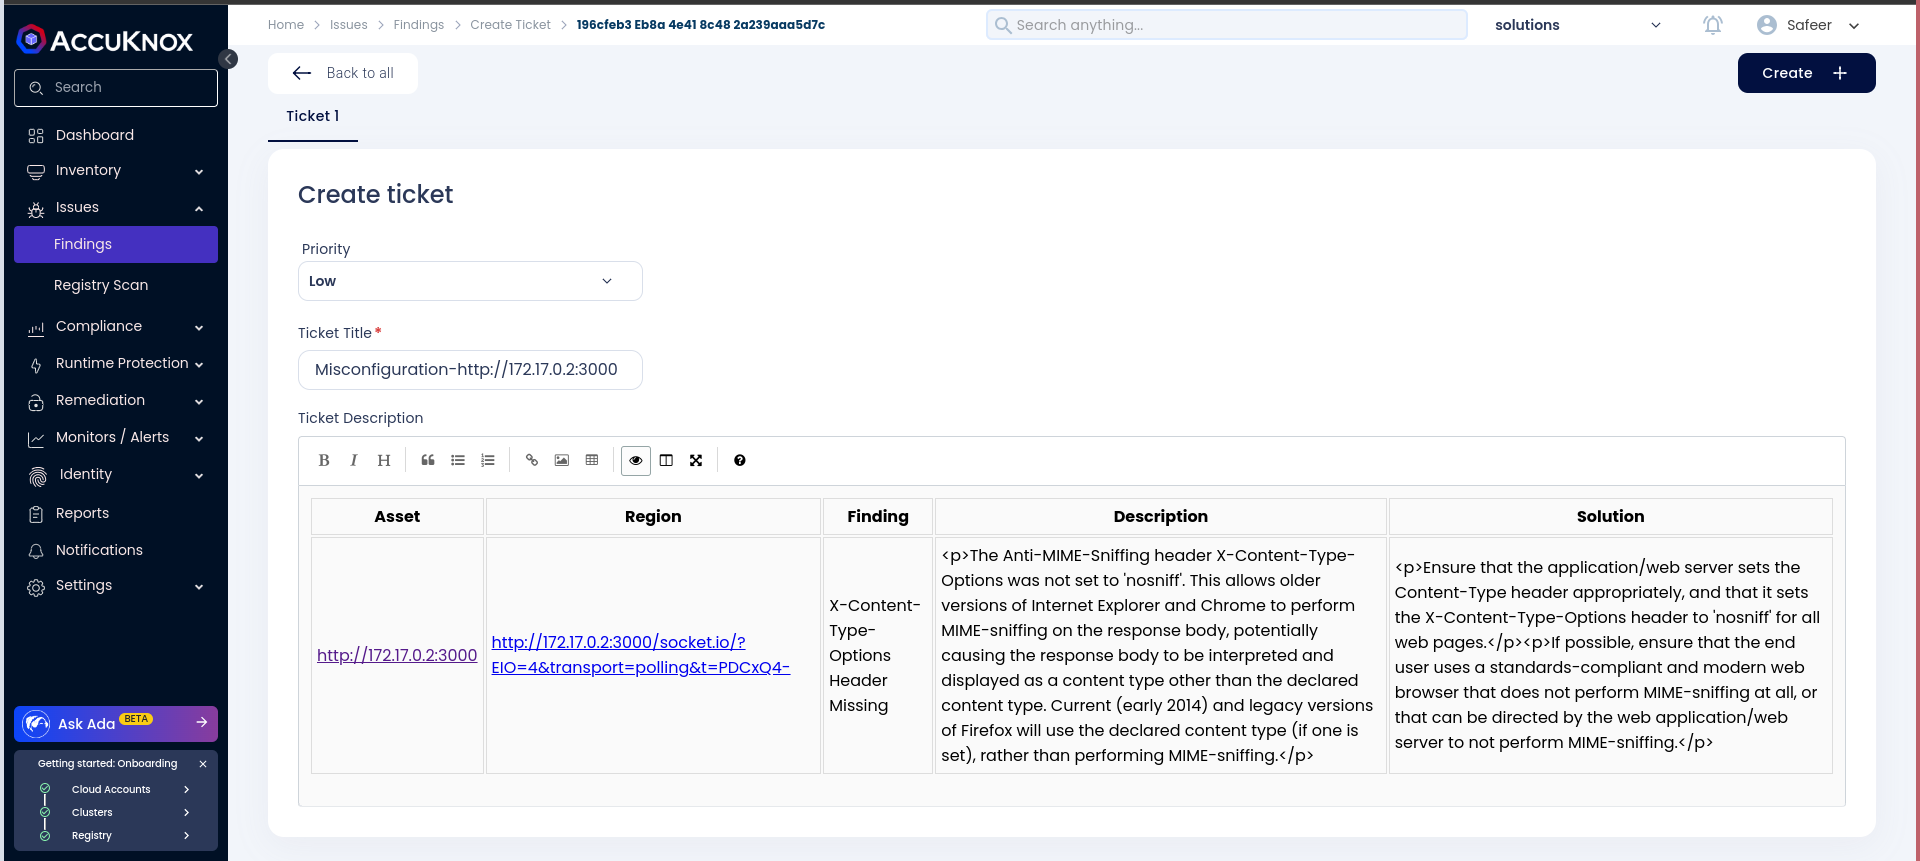 ACCUKNOX
Search
Dashboard
Inventory
Issues
Findings
Registry Scan
Compliance
Runtime Protection
Remediation
Monitors / Alerts
Identity
Reports
Notifications
Settings
Ask Ada BETA
Getting started: Onboarding
Cloud Accounts
Clusters
Registry
Home > Issues > Findings > Create Ticket > 196cfeb3 Eb8a 4e41 8c48 2a239aaa5d7c
Search anything...
solutions
Safeer
Back to all
Create +
Ticket 1
Create ticket
Priority
Low
Ticket Title*
Misconfiguration-http://172.17.0.2:3000
Ticket Description
B I H
Asset Region Finding Description Solution
http://172.17.0.2:3000
http://172.17.0.2:3000/socket.io/?
EIO=4&transport=polling&t=PDCxQ4-
X-Content-
Type-
Options
Header
Missing
<p>The Anti-MIME-Sniffing header X-Content-Type-
Options was not set to 'nosniff'. This allows older
versions of Internet Explorer and Chrome to perform
MIME-sniffing on the response body, potentially
causing the response body to be interpreted and
displayed as a content type other than the declared
content type. Current (early 2014) and legacy versions
of Firefox will use the declared content type (if one is
set), rather than performing MIME-sniffing.</p>
<p>Ensure that the application/web server sets the
Content-Type header appropriately, and that it sets
the X-Content-Type-Options header to 'nosniff' for all
web pages.</p><p>If possible, ensure that the end
user uses a standards-compliant and modern web
browser that does not perform MIME-sniffing at all, or
that can be directed by the web application/web
server to not perform MIME-sniffing.</p>